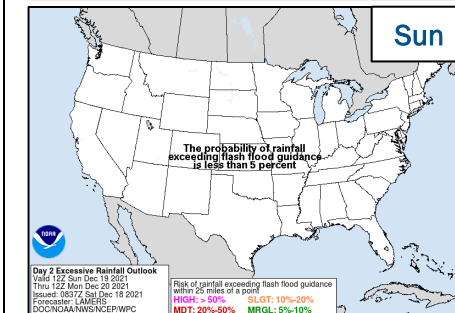 Sun
The probability of rainfall
exceeding flash flood guidance
is less than 5 percent
NOAA
Day 2 Excessive Rainfall Outlook
Valid 12Z Sun Dec 19 2021
Thru 12Z Mon Dec 20 2021
Issued: 0837Z Sat Dec 18 2021
Forecaster: LAMERS
DOC/NOAA/NWS/NCEP/WPC
Risk of rainfall exceeding flash flood guidance
within 25 miles of a point
HIGH: > 50% SLGT: 10%-20%
MDT: 20%-50% MRGL: 5%-10%